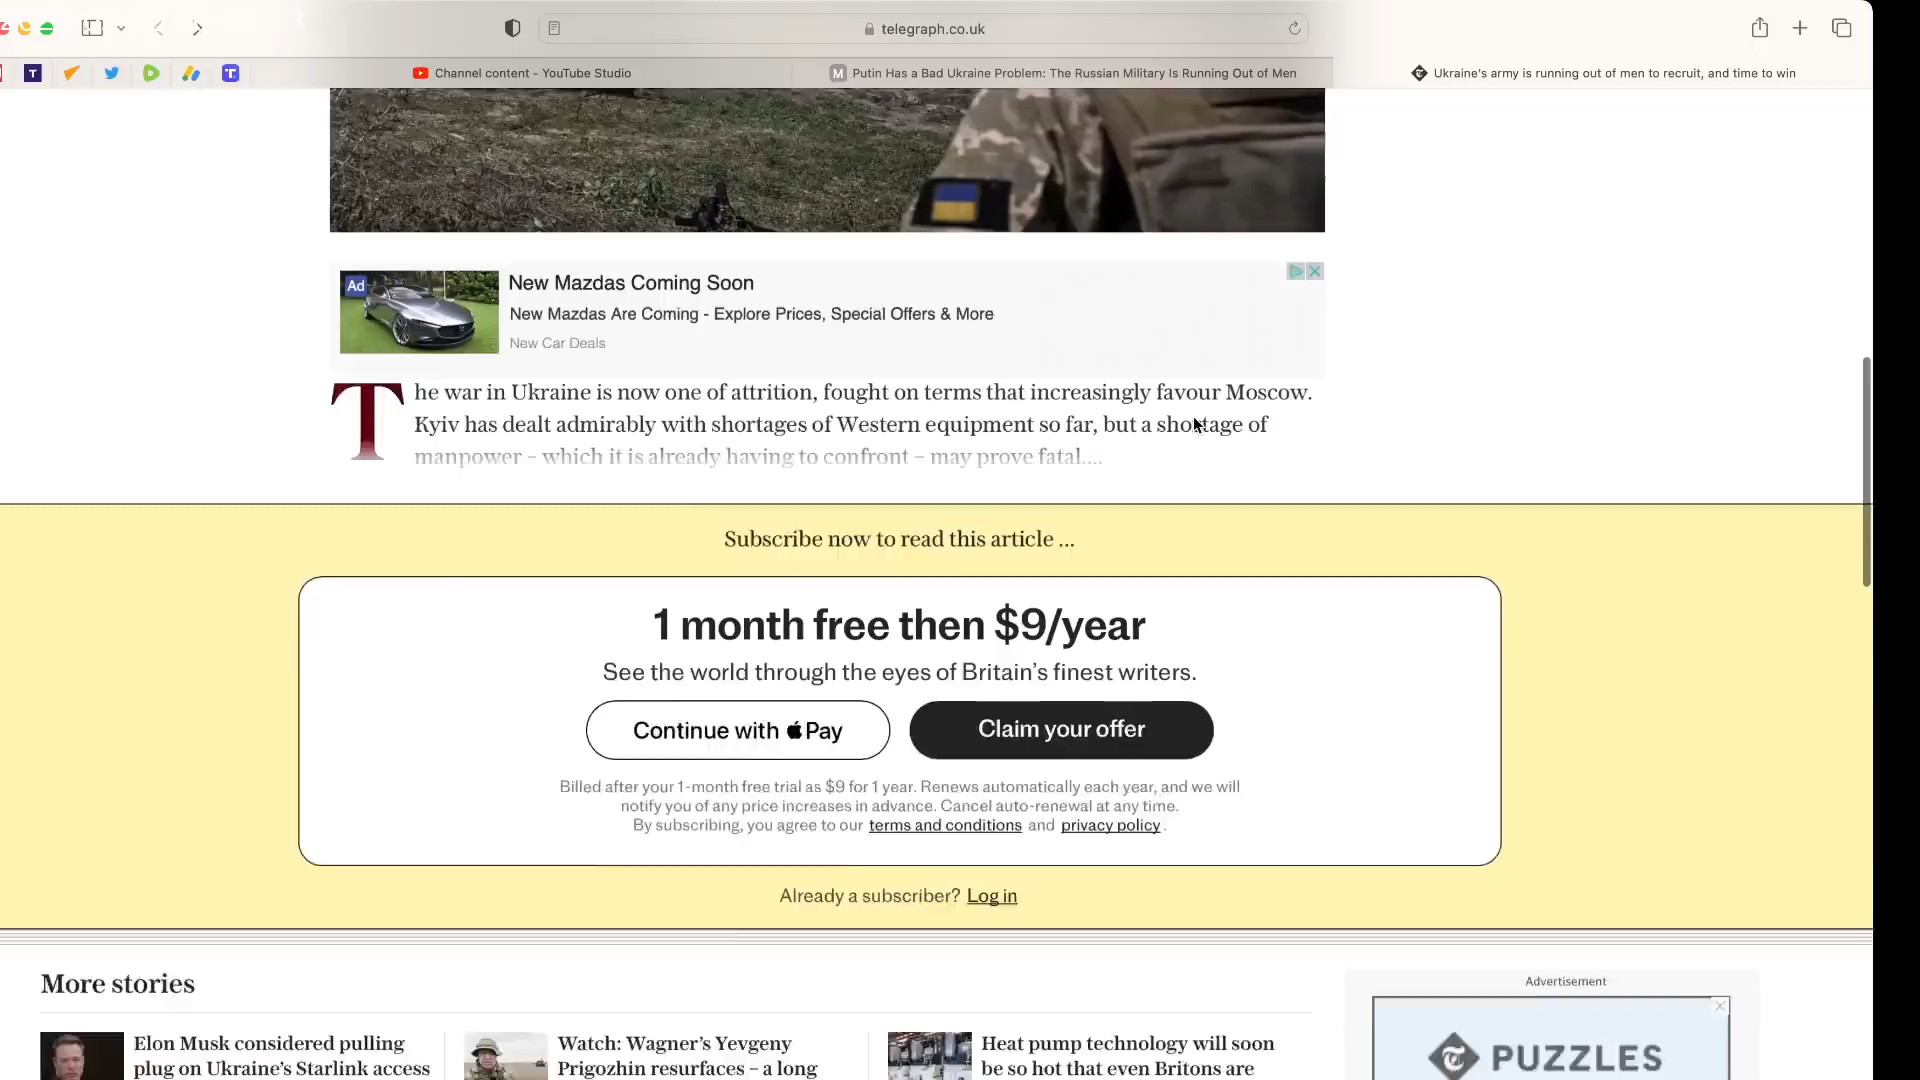 telegraph.co.uk
T
T
Channel content - YouTube Studio
M Putin Has a Bad Ukraine Problem: The Russian Military Is Running Out of Men
Ukraine's army is running out of men to recruit, and time to win
Ad
New Mazdas Coming Soon
New Mazdas Are Coming - Explore Prices, Special Offers & More
New Car Deals
The war in Ukraine is now one of attrition, fought on terms that increasingly favour Moscow.
Kyiv has dealt admirably with shortages of Western equipment so far, but a shortage of
manpower – which it is already having to confront – may prove fatal....
Subscribe now to read this article ...
1 month free then $9/year
See the world through the eyes of Britain's finest writers.
Continue with Pay
Claim your offer
Billed after your 1-month free trial as $9 for 1 year. Renews automatically each year, and we will
notify you of any price increases in advance. Cancel auto-renewal at any time.
By subscribing, you agree to our terms and conditions and privacy policy.
Already a subscriber? Log in
More stories
Advertisement
Elon Musk considered pulling
plug on Ukraine's Starlink access
Watch: Wagner's Yevgeny
Prigozhin resurfaces – a long
Heat pump technology will soon
be so hot that even Britons are
PUZZLES